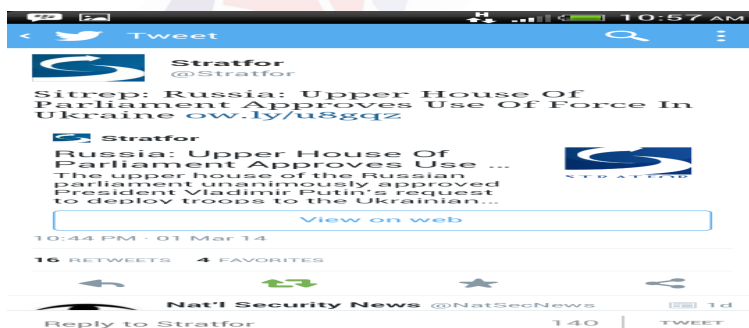 H 10:57 AM
Tweet
Stratfor
@Stratfor
Sitrep: Russia: Upper House Of
Parliament Approves Use Of Force In
Ukraine ow.ly/u8gqz
Stratfor
Russia: Upper House Of
Parliament Approves Use ...
The upper house of the Russian
parliament unanimously approved
President Vladimir Putin's request
to deploy troops to the Ukrainian...
STRATFOR
View on web
10:44 PM · 01 Mar 14
16 RETWEETS 4 FAVORITES
Nat'l Security News @NatSecNews 1d
Reply to Stratfor 140 TWEET